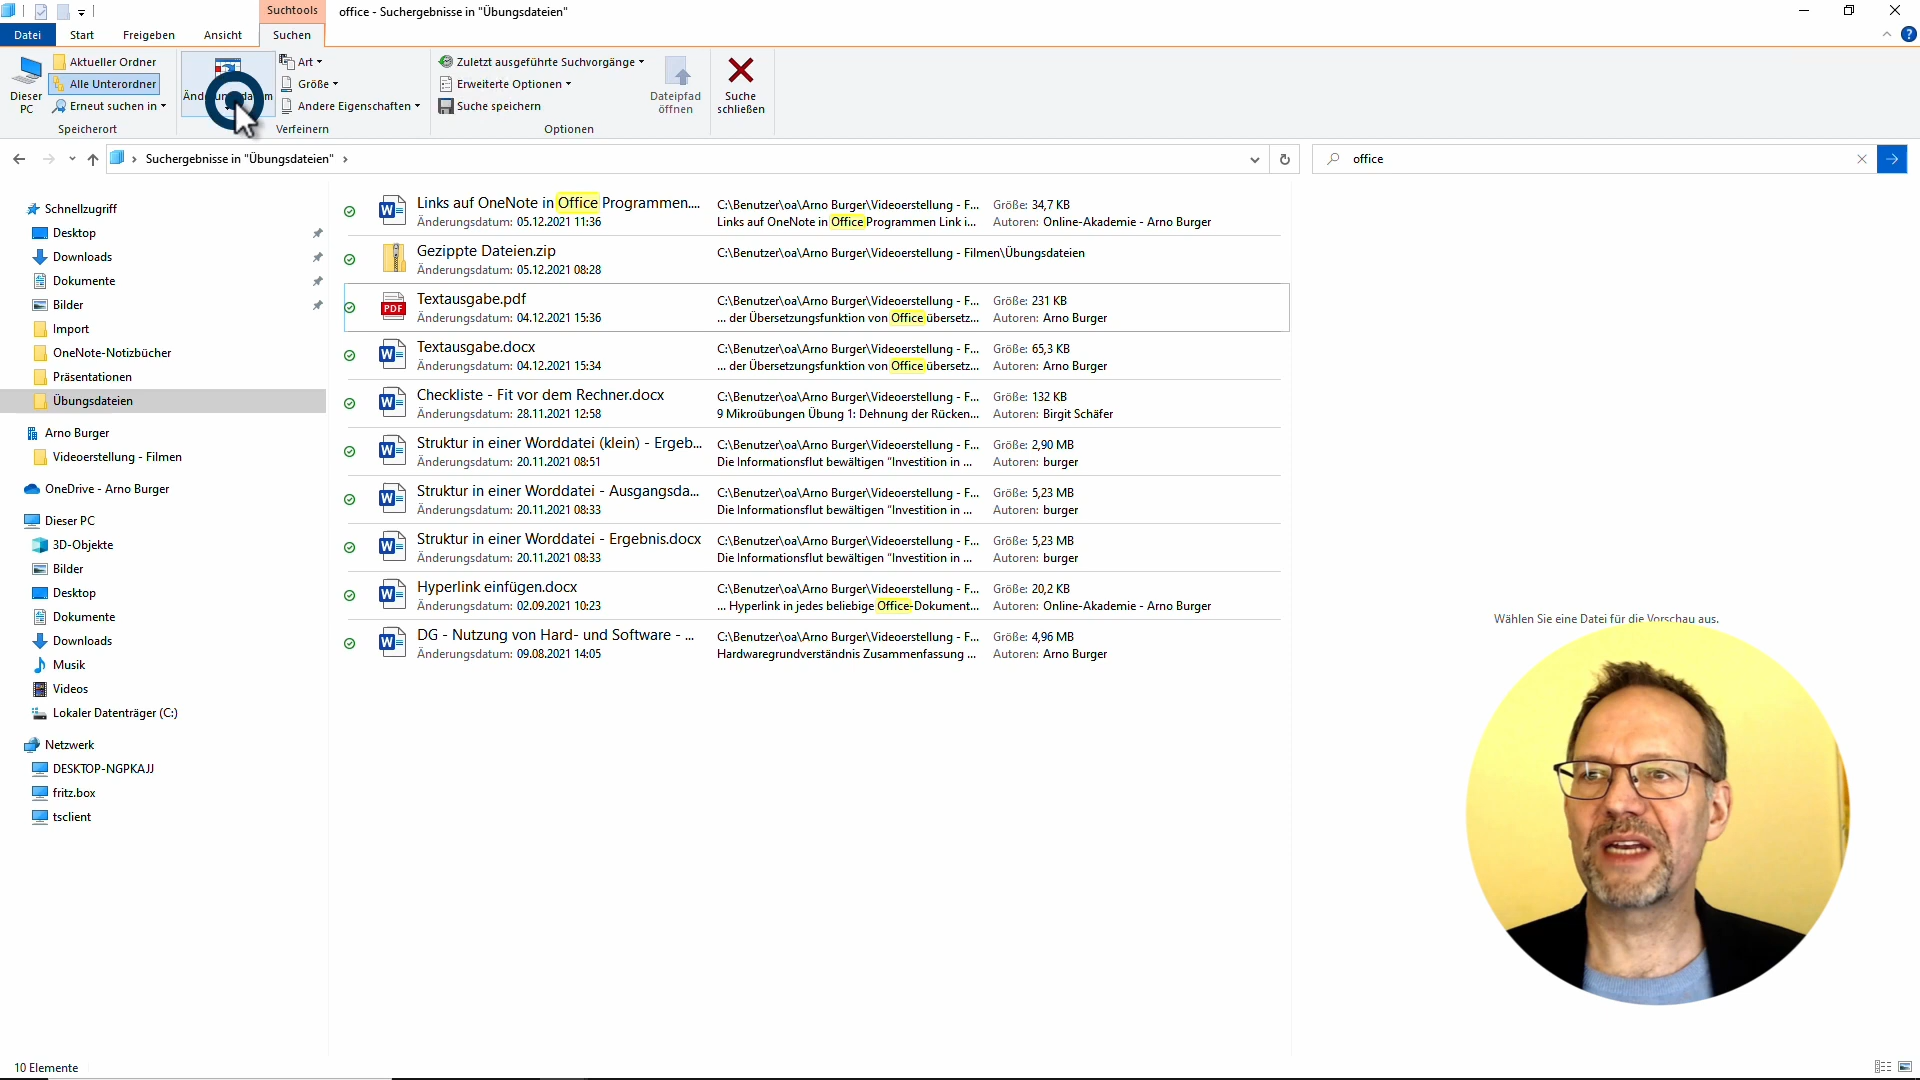 Suchtools
office - Suchergebnisse in "Übungsdateien"
Datei
Start
Freigeben
Ansicht
Suchen
Dieser PC
Aktueller Ordner
Alle Unterordner
Erneut suchen in
Speicherort
Art
Größe
Andere Eigenschaften
Verfeinern
Zuletzt ausgeführte Suchvorgänge
Erweiterte Optionen
Suche speichern
Optionen
Dateipfad öffnen
Suche schließen
Suchergebnisse in "Übungsdateien"
office
Schnellzugriff
Desktop
Downloads
Dokumente
Bilder
Import
OneNote-Notizbücher
Präsentationen
Übungsdateien
Arno Burger
Videoerstellung - Filmen
OneDrive - Arno Burger
Dieser PC
3D-Objekte
Bilder
Desktop
Dokumente
Downloads
Musik
Videos
Lokaler Datenträger (C:)
Netzwerk
DESKTOP-NGPKAJJ
fritz.box
tsclient
Links auf OneNote in Office Programmen.... C:\Benutzer\oa\Arno Burger\Videoerstellung - F... Größe: 34,7 KB
Änderungsdatum: 05.12.2021 11:36 Links auf OneNote in Office Programmen Link i... Autoren: Online-Akademie - Arno Burger
Gezippte Dateien.zip C:\Benutzer\oa\Arno Burger\Videoerstellung - Filmen\Übungsdateien
Änderungsdatum: 05.12.2021 08:28
PDF
Textausgabe.pdf C:\Benutzer\oa\Arno Burger\Videoerstellung - F... Größe: 231 KB
Änderungsdatum: 04.12.2021 15:36 ... der Übersetzungsfunktion von Office übersetz... Autoren: Arno Burger
Textausgabe.docx C:\Benutzer\oa\Arno Burger\Videoerstellung - F... Größe: 65,3 KB
Änderungsdatum: 04.12.2021 15:34 ... der Übersetzungsfunktion von Office übersetz... Autoren: Arno Burger
Checkliste - Fit vor dem Rechner.docx C:\Benutzer\oa\Arno Burger\Videoerstellung - F... Größe: 132 KB
Änderungsdatum: 28.11.2021 12:58 9 Mikroübungen Übung 1: Dehnung der Rücken... Autoren: Birgit Schäfer
Struktur in einer Worddatei (klein) - Ergeb... C:\Benutzer\oa\Arno Burger\Videoerstellung - F... Größe: 2,90 MB
Änderungsdatum: 20.11.2021 08:51 Die Informationsflut bewältigen "Investition in ... Autoren: burger
Struktur in einer Worddatei - Ausgangsda... C:\Benutzer\oa\Arno Burger\Videoerstellung - F... Größe: 5,23 MB
Änderungsdatum: 20.11.2021 08:33 Die Informationsflut bewältigen "Investition in ... Autoren: burger
Struktur in einer Worddatei - Ergebnis.docx C:\Benutzer\oa\Arno Burger\Videoerstellung - F... Größe: 5,23 MB
Änderungsdatum: 20.11.2021 08:33 Die Informationsflut bewältigen "Investition in ... Autoren: burger
Hyperlink einfügen.docx C:\Benutzer\oa\Arno Burger\Videoerstellung - F... Größe: 20,2 KB
Änderungsdatum: 02.09.2021 10:23 ... Hyperlink in jedes beliebige Office-Dokument... Autoren: Online-Akademie - Arno Burger
DG - Nutzung von Hard- und Software - ... C:\Benutzer\oa\Arno Burger\Videoerstellung - F... Größe: 4,96 MB
Änderungsdatum: 09.08.2021 14:05 Hardwaregrundverständnis Zusammenfassung ... Autoren: Arno Burger
Wählen Sie eine Datei für die Vorschau aus.
10 Elemente